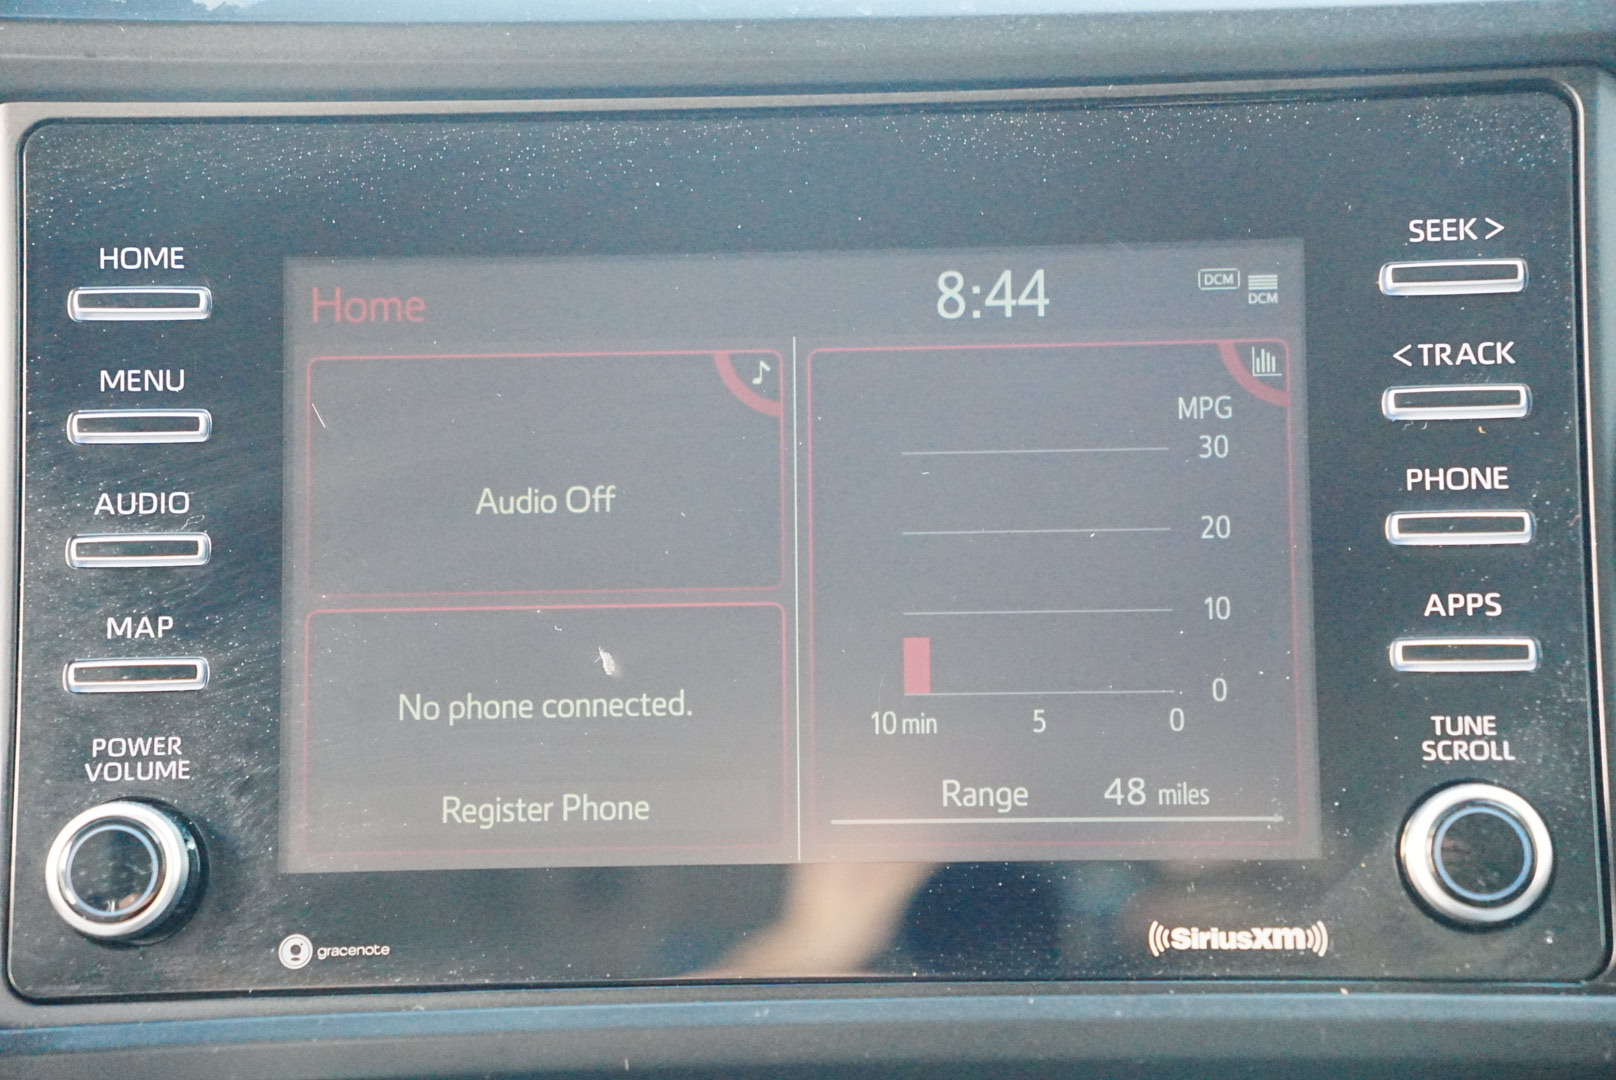 HOME
MENU
AUDIO
MAP
POWER
VOLUME
Home
8:44
DCM
DCM
Audio Off
No phone connected.
Register Phone
MPG
30
20
10
0
10 min 5 0
Range 48 miles
SEEK >
< TRACK
PHONE
APPS
TUNE
SCROLL
gracenote
((SiriusXM))